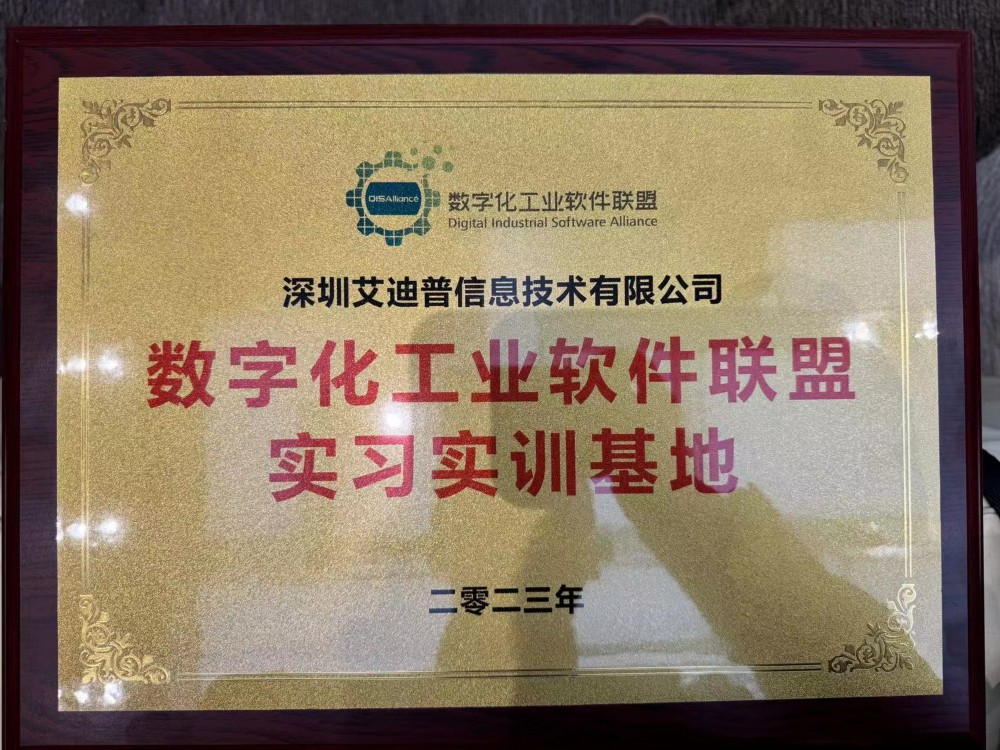 DISAlliance
数字化工业软件联盟
Digital Industrial Software Alliance
深圳艾迪普信息技术有限公司
数字化工业软件联盟
实习实训基地
二零二三年